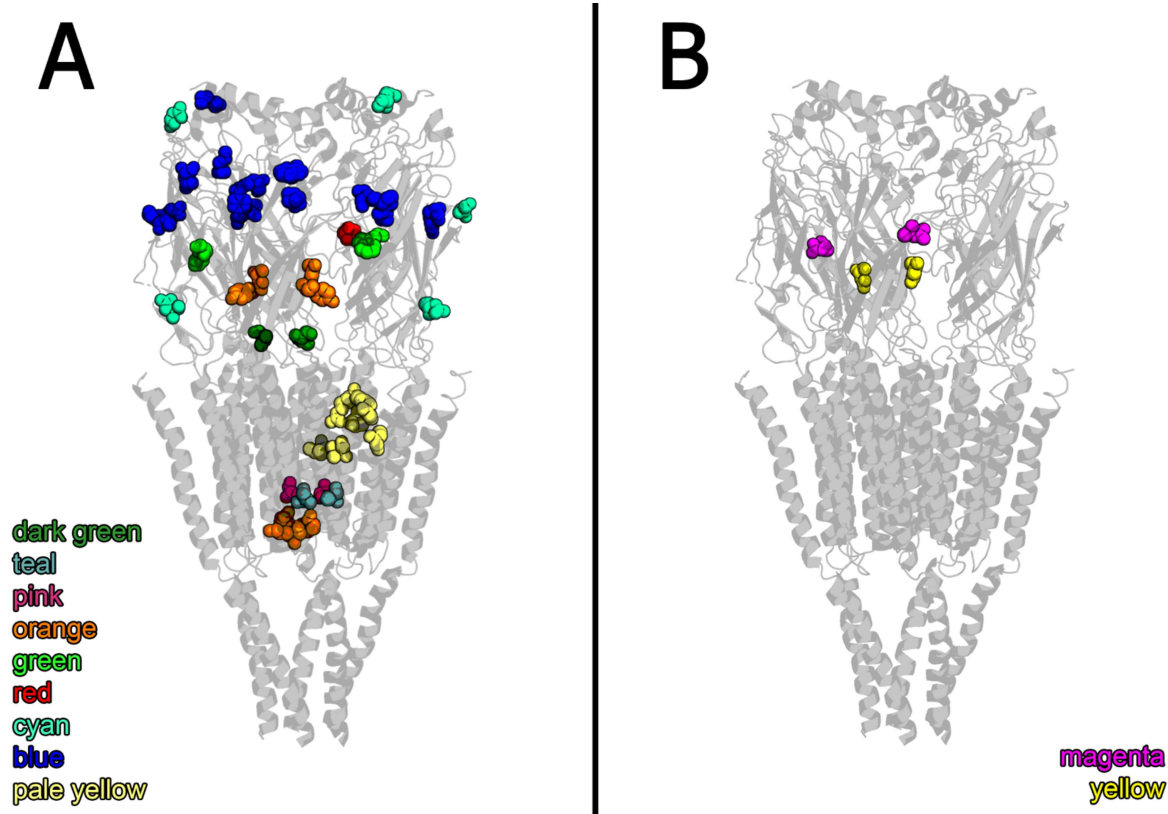 A
B
dark green
teal
pink
orange
green
red
cyan
blue
pale yellow
magenta
yellow